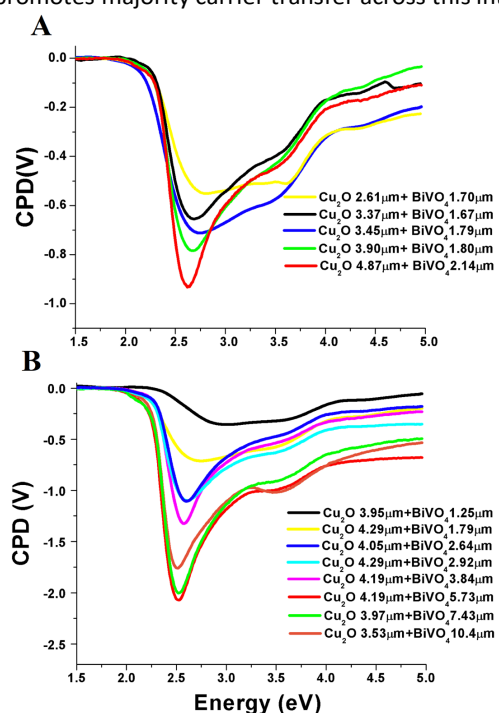 promotes majority carrier transfer across this in
A
0.0
-0.2
-0.4
-0.6
-0.8
-1.0
CPD(V)
Cu2O 2.61μm+ BiVO4 1.70μm
Cu2O 3.37μm+ BiVO4 1.67μm
Cu2O 3.45μm+ BiVO4 1.79μm
Cu2O 3.90μm+ BiVO4 1.80μm
Cu2O 4.87μm+ BiVO4 2.14μm
1.5 2.0 2.5 3.0 3.5 4.0 4.5 5.0
B
0.0
-0.5
-1.0
-1.5
-2.0
-2.5
CPD (V)
Cu2O 3.95μm+BiVO4 1.25μm
Cu2O 4.29μm+BiVO4 1.79μm
Cu2O 4.05μm+BiVO4 2.64μm
Cu2O 4.29μm+BiVO4 2.92μm
Cu2O 4.19μm+BiVO4 3.84μm
Cu2O 4.19μm+BiVO4 5.73μm
Cu2O 3.97μm+BiVO4 7.43μm
Cu2O 3.53μm+BiVO4 10.4μm
1.5 2.0 2.5 3.0 3.5 4.0 4.5 5.0
Energy (eV)